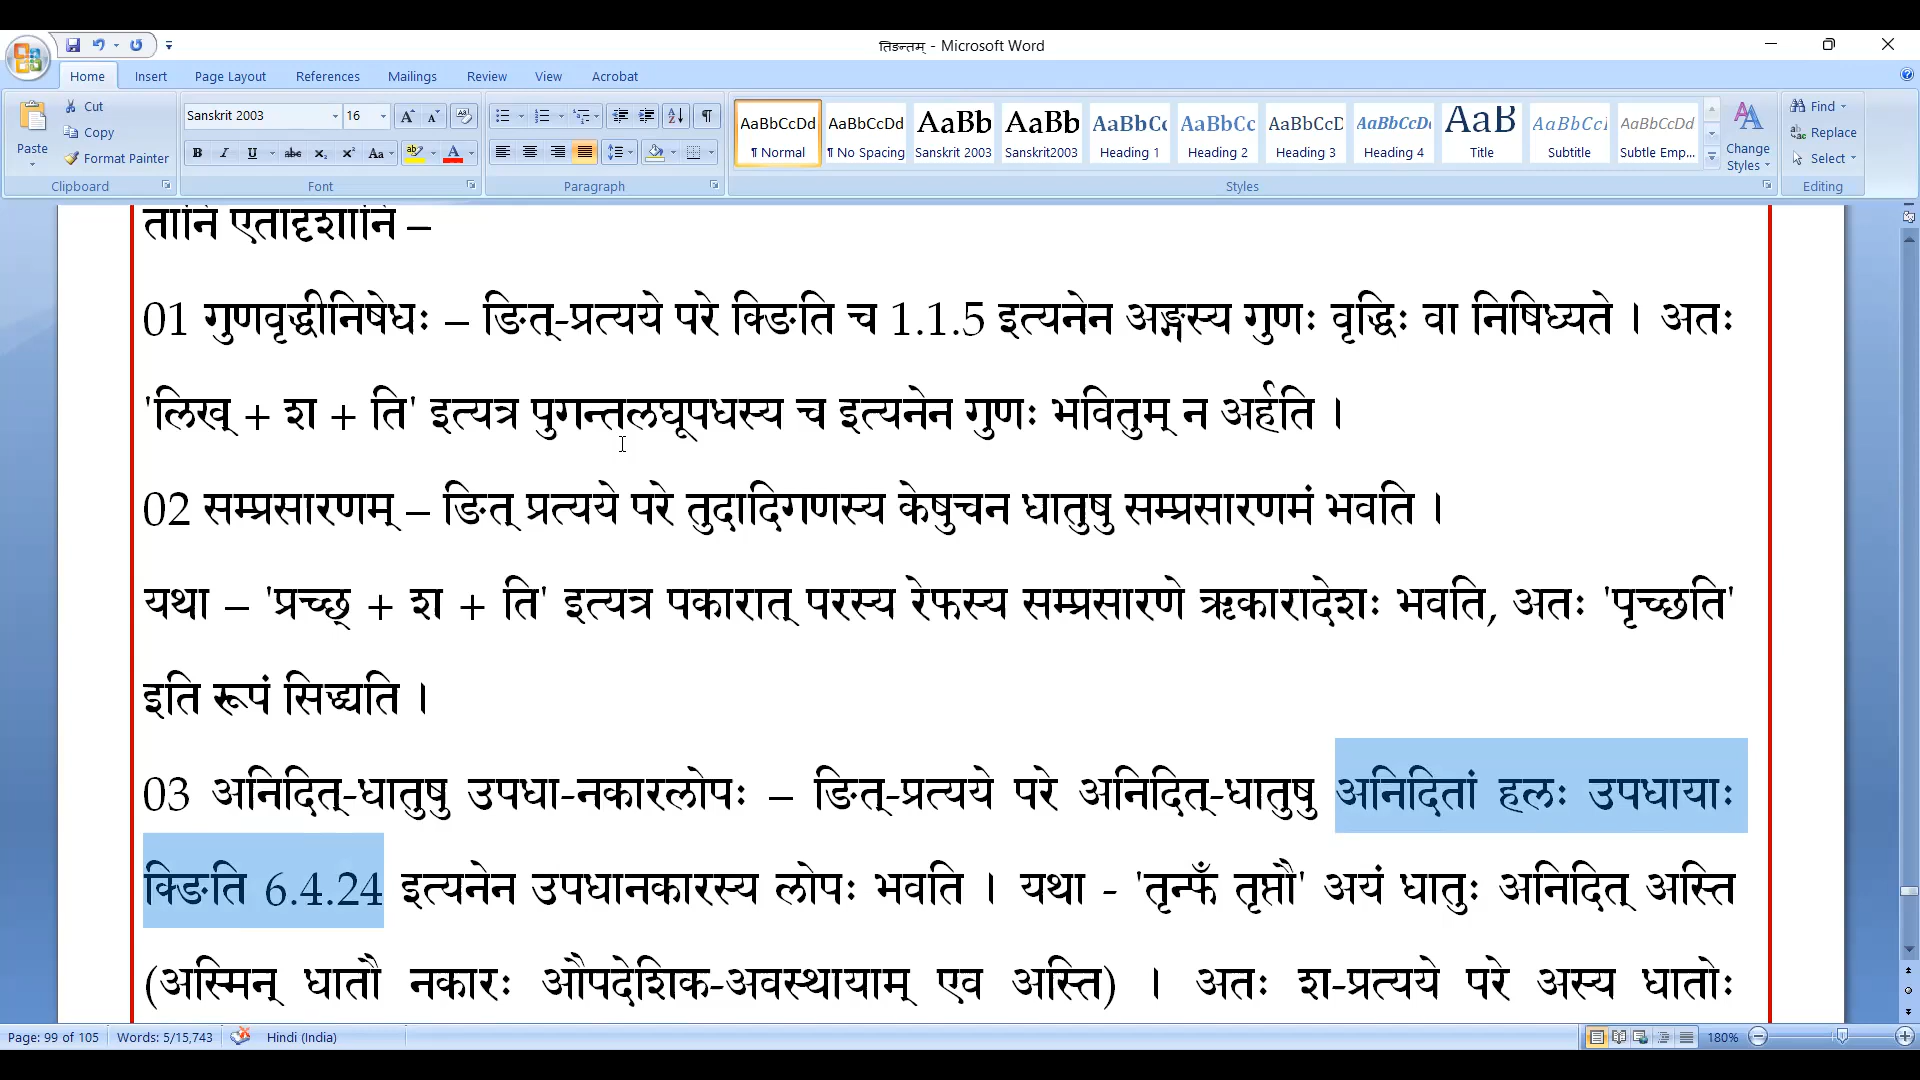 तिङन्तम् - Microsoft Word
Home Insert Page Layout References Mailings Review View Acrobat
Paste Cut Copy Format Painter
Clipboard
Sanskrit 2003 16
Font
Paragraph
AaBbCcDd AaBbCcDd AaBb AaBb AaBbCc AaBbCc AaBbCcD AaBbCcDd AaB AaBbCcI AaBbCcDd
¶ Normal ¶ No Spacing Sanskrit 2003 Sanskrit2003 Heading 1 Heading 2 Heading 3 Heading 4 Title Subtitle Subtle Emp...
Change Styles
Styles
Find Replace Select
Editing
तानि एतादृशानि –
01 गुणवृद्धीनिषेधः – ङित्-प्रत्यये परे क्ङिति च 1.1.5 इत्यनेन अङ्गस्य गुणः वृद्धिः वा निषिध्यते । अतः
'लिख् + श + ति' इत्यत्र पुगन्तलघूपधस्य च इत्यनेन गुणः भवितुम् न अर्हति ।
02 सम्प्रसारणम् – ङित् प्रत्यये परे तुदादिगणस्य केषुचन धातुषु सम्प्रसारणमं भवति ।
यथा – 'प्रच्छ् + श + ति' इत्यत्र पकारात् परस्य रेफस्य सम्प्रसारणे ऋकारादेशः भवति, अतः 'पृच्छति'
इति रूपं सिद्ध्यति ।
03 अनिदित्-धातुषु उपधा-नकारलोपः – ङित्-प्रत्यये परे अनिदित्-धातुषु अनिदितां हलः उपधायाः
क्ङिति 6.4.24 इत्यनेन उपधानकारस्य लोपः भवति । यथा - 'तृन्फँ तृप्तौ' अयं धातुः अनिदित् अस्ति
(अस्मिन् धातौ नकारः औपदेशिक-अवस्थायाम् एव अस्ति) । अतः श-प्रत्यये परे अस्य धातोः
Page: 99 of 105 Words: 5/15,743 Hindi (India) 180%